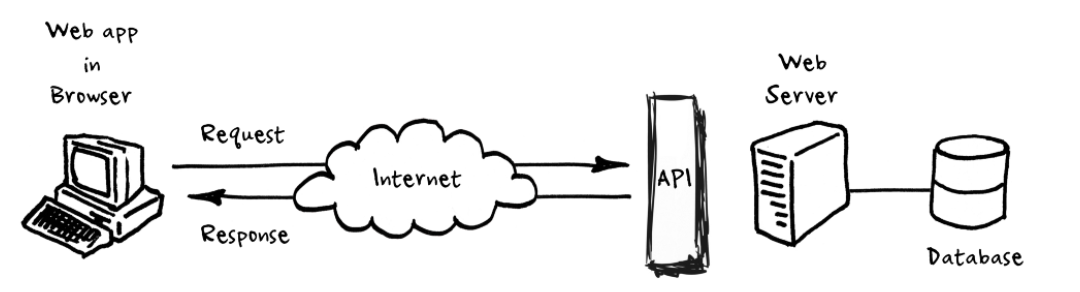 Web app
in
Browser
Request
Response
Internet
API
Web
Server
Database